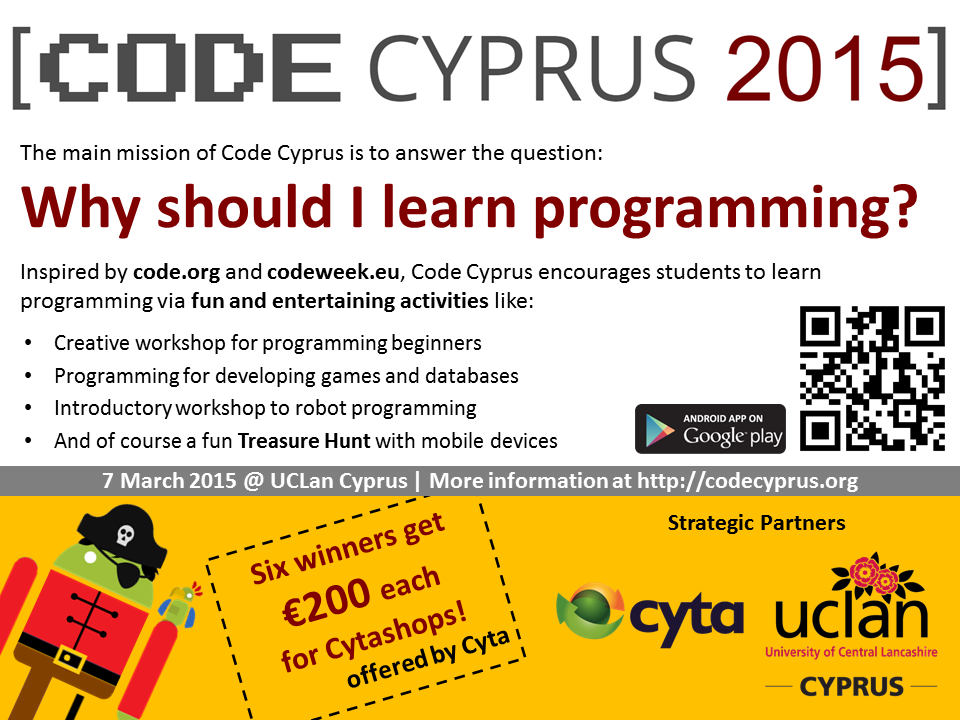 [CODE CYPRUS 2015]
The main mission of Code Cyprus is to answer the question:
Why should I learn programming?
Inspired by code.org and codeweek.eu, Code Cyprus encourages students to learn
programming via fun and entertaining activities like:
• Creative workshop for programming beginners
• Programming for developing games and databases
• Introductory workshop to robot programming
• And of course a fun Treasure Hunt with mobile devices
ANDROID APP ON
Google play
7 March 2015 @ UCLan Cyprus | More information at http://codecyprus.org
Six winners get
€200 each
for Cytashops!
offered by Cyta
Strategic Partners
cyta
uclan
University of Central Lancashire
CYPRUS